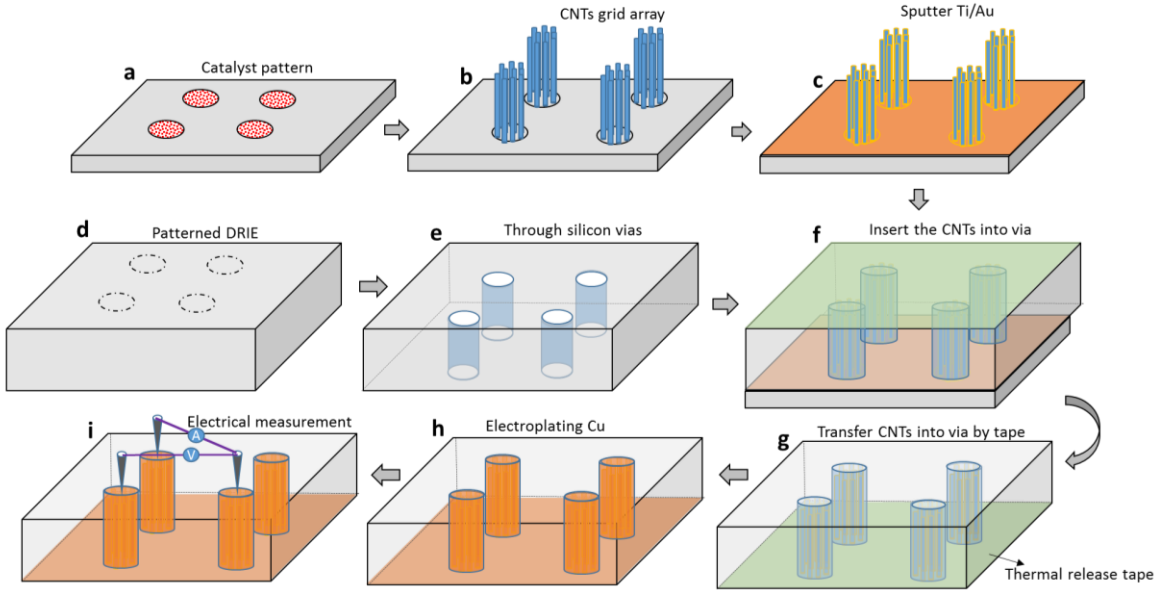 a
Catalyst pattern
b
CNTs grid array
c
Sputter Ti/Au
d
Patterned DRIE
e
Through silicon vias
f
Insert the CNTs into via
i
Electrical measurement
A
V
h
Electroplating Cu
g
Transfer CNTs into via by tape
Thermal release tape